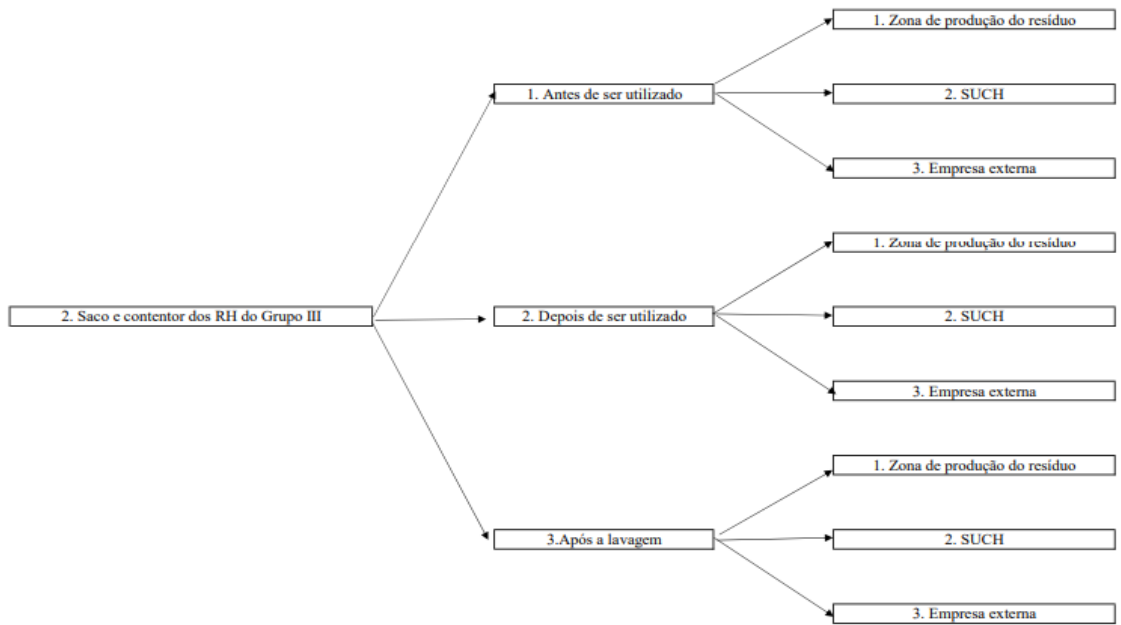 1. Zona de produção do resíduo
1. Antes de ser utilizado
2. SUCH
3. Empresa externa
1. Zona de produção do resíduo
2. Saco e contentor dos RH do Grupo III
2. Depois de ser utilizado
2. SUCH
3. Empresa externa
1. Zona de produção do resíduo
3.Após a lavagem
2. SUCH
3. Empresa externa